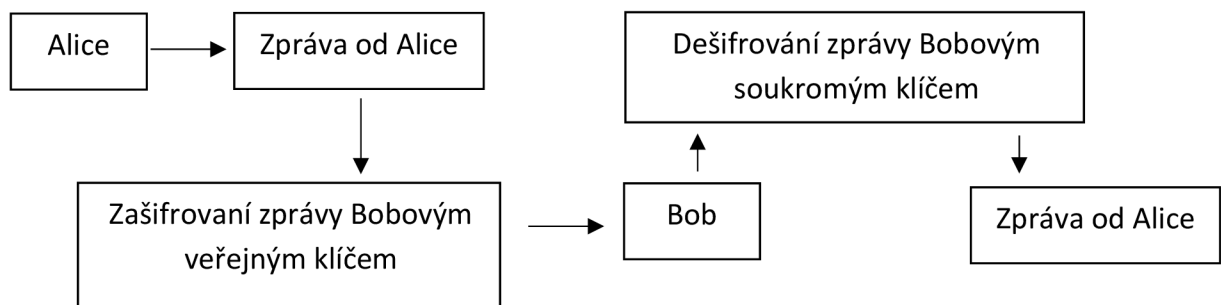 Alice
Zpráva od Alice
Zašifrovaní zprávy Bobovým
veřejným klíčem
Bob
Dešifrování zprávy Bobovým
soukromým klíčem
Zpráva od Alice